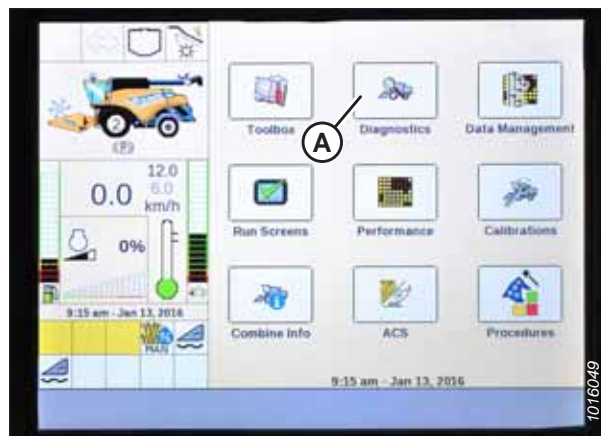 Toolbox
Diagnostics
Data Management
A
2
(P)
12.0
6.0
0.0
km/h
Run Screens
Performance
Calibrations
0%
9:15 am - Jan 13, 2016
MAN
Combine Info
ACS
Procedures
9:15 am - Jan 13, 2016
1016049